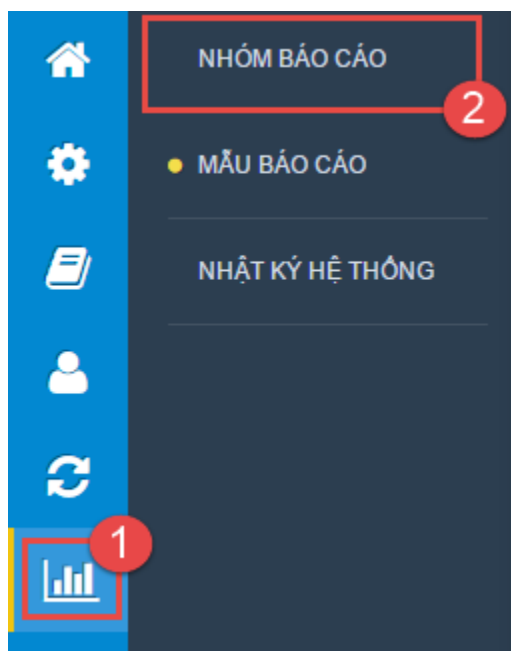 NHÓM BÁO CÁO
2
MẪU BÁO CÁO
NHẬT KÝ HỆ THỐNG
1